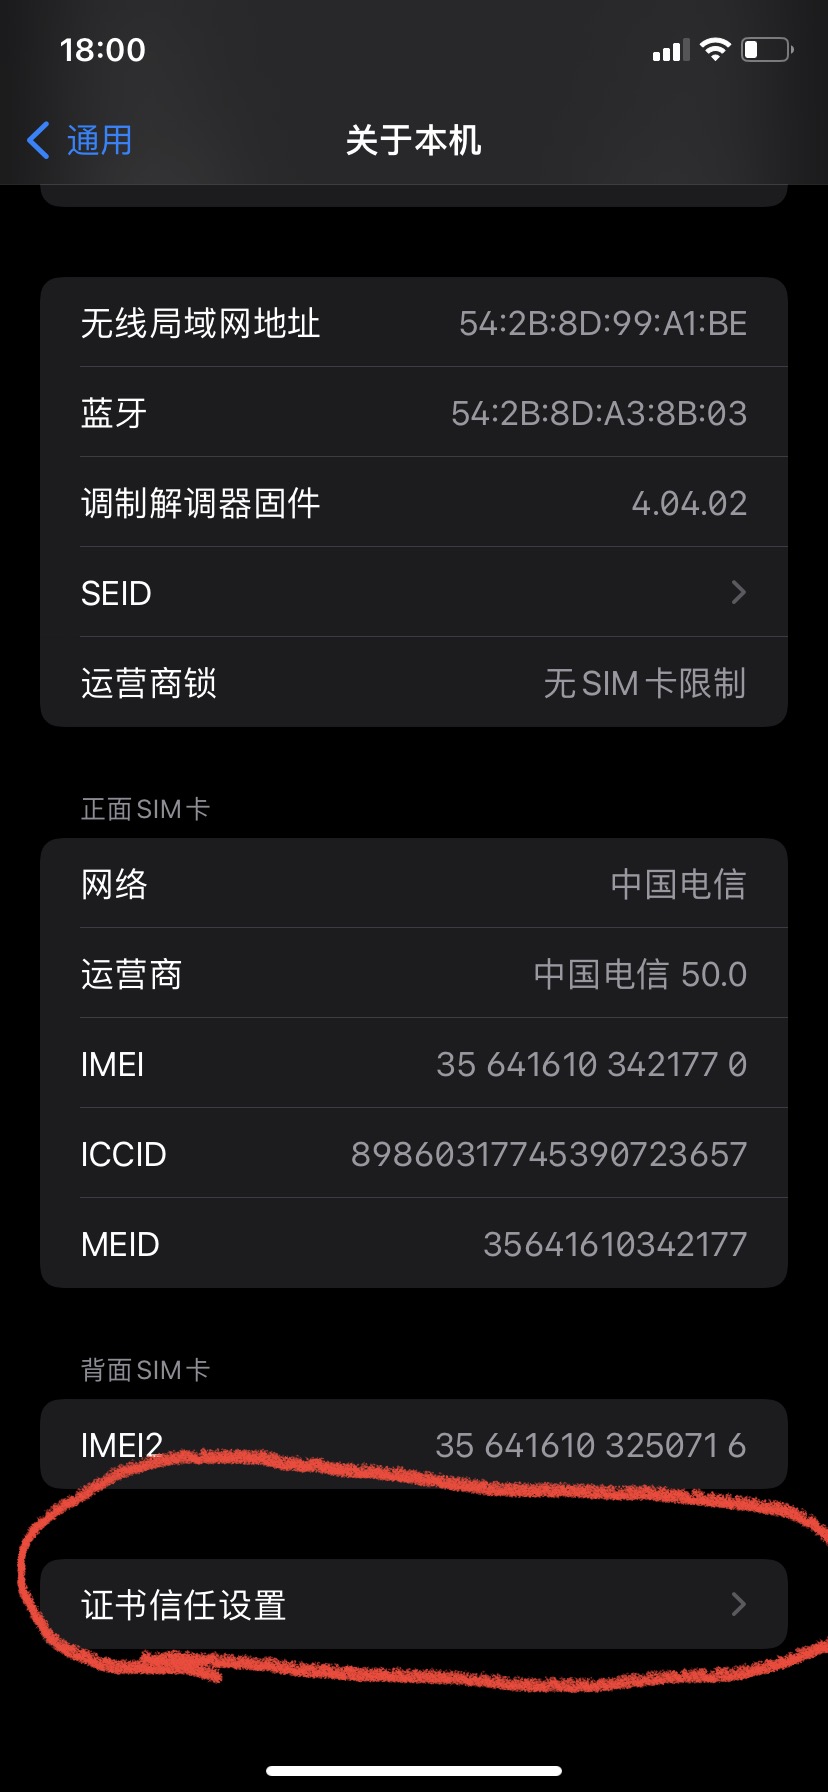 18:00
通用
关于本机
无线局域网地址 54:2B:8D:99:A1:BE
蓝牙 54:2B:8D:A3:8B:03
调制解调器固件 4.04.02
SEID
运营商锁 无SIM卡限制
正面SIM卡
网络 中国电信
运营商 中国电信 50.0
IMEI 35 641610 342177 0
ICCID 89860317745390723657
MEID 35641610342177
背面SIM卡
IMEI2 35 641610 325071 6
证书信任设置